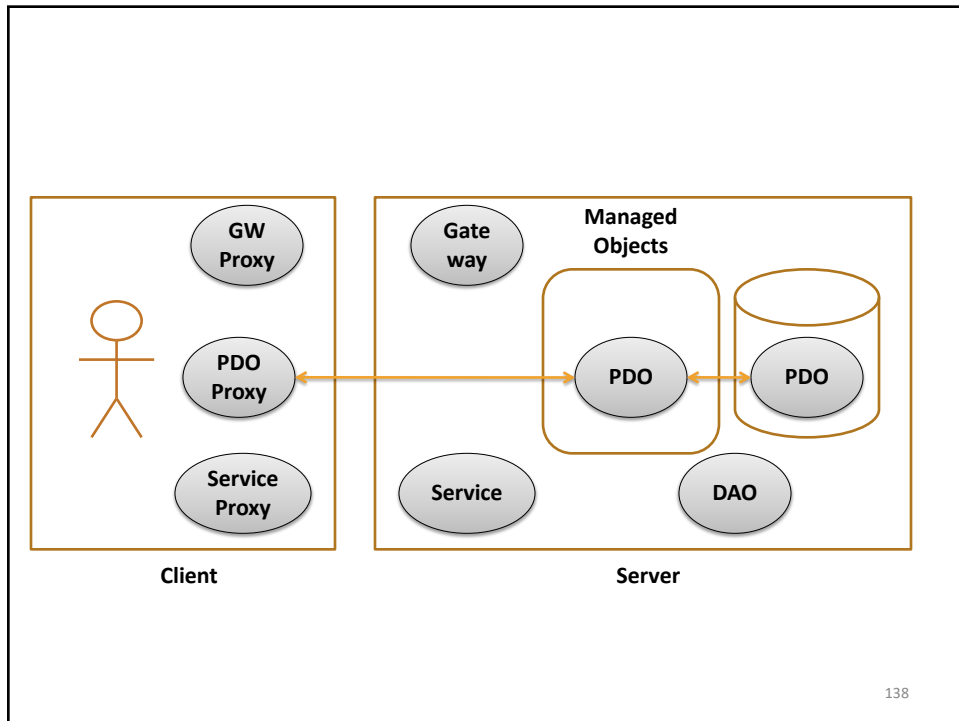 GW
Proxy
Gate
way
Managed
Objects
PDO
Proxy
PDO
PDO
Service
Proxy
Service
DAO
Client
Server
138